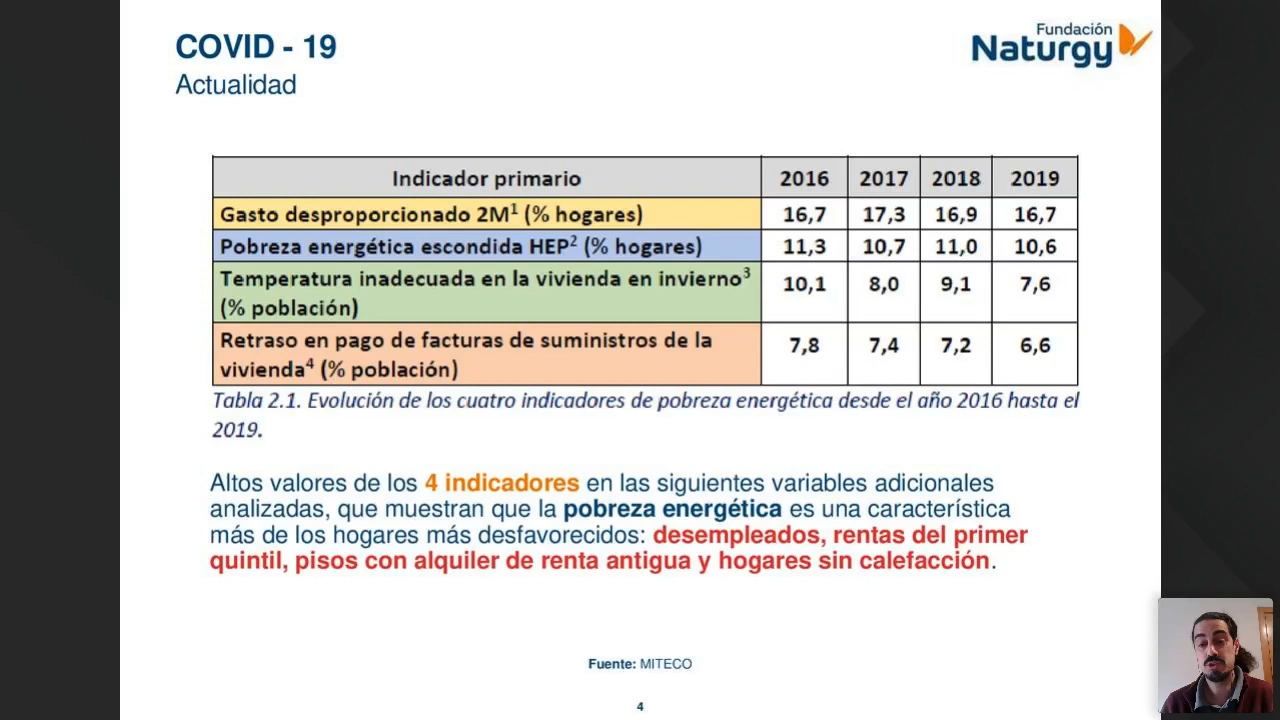 COVID - 19
Actualidad
Fundación
Naturgy
Indicador primario 2016 2017 2018 2019
Gasto desproporcionado 2M¹ (% hogares) 16,7 17,3 16,9 16,7
Pobreza energética escondida HEP² (% hogares) 11,3 10,7 11,0 10,6
Temperatura inadecuada en la vivienda en invierno³
(% población) 10,1 8,0 9,1 7,6
Retraso en pago de facturas de suministros de la
vivienda⁴ (% población) 7,8 7,4 7,2 6,6
Tabla 2.1. Evolución de los cuatro indicadores de pobreza energética desde el año 2016 hasta el
2019.
Altos valores de los 4 indicadores en las siguientes variables adicionales
analizadas, que muestran que la pobreza energética es una característica
más de los hogares más desfavorecidos: desempleados, rentas del primer
quintil, pisos con alquiler de renta antigua y hogares sin calefacción.
Fuente: MITECO
4